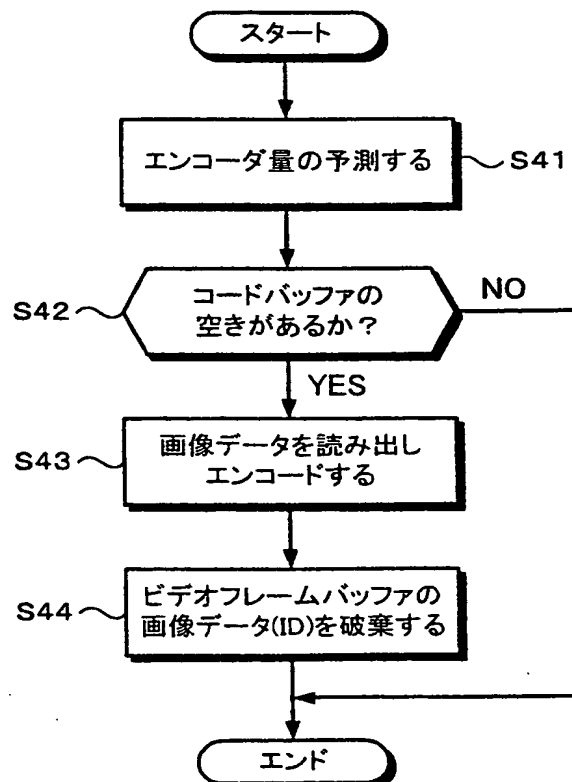 スタート
エンコーダ量の予測する
S41
S42
コードバッファの
空きがあるか？
NO
YES
S43
画像データを読み出し
エンコードする
S44
ビデオフレームバッファの
画像データ(ID)を破棄する
エンド